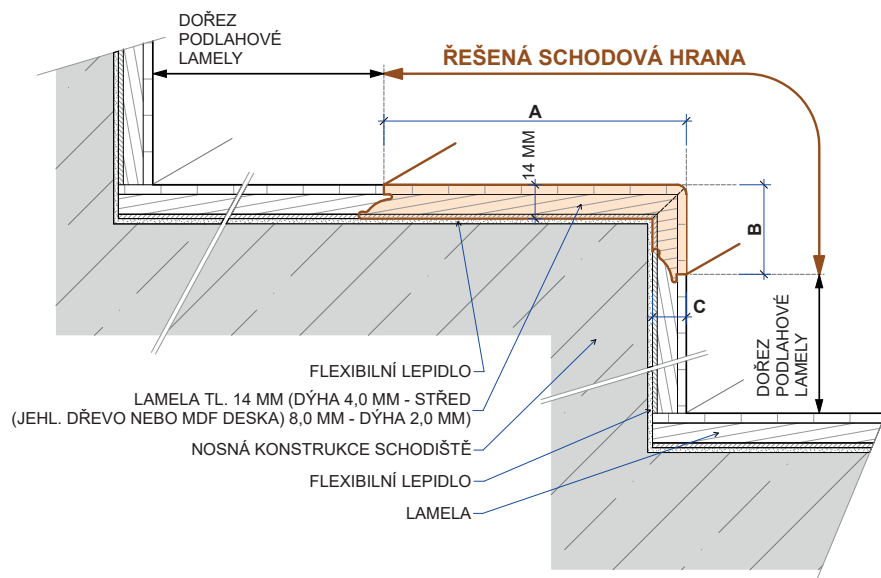 DOŘEZ
PODLAHOVÉ
LAMELY
ŘEŠENÁ SCHODOVÁ HRANA
A
14 MM
B
C
DOŘEZ
PODLAHOVÉ
LAMELY
FLEXIBILNÍ LEPIDLO
LAMELA TL. 14 MM (DÝHA 4,0 MM - STŘED
(JEHL. DŘEVO NEBO MDF DESKA) 8,0 MM - DÝHA 2,0 MM)
NOSNÁ KONSTRUKCE SCHODIŠTĚ
FLEXIBILNÍ LEPIDLO
LAMELA